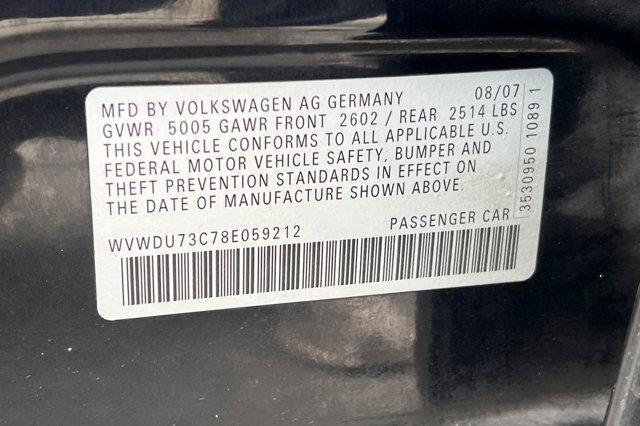 MFD BY VOLKSWAGEN AG GERMANY 08/07
GVWR 5005 GAWR FRONT 2602 / REAR 2514 LBS
THIS VEHICLE CONFORMS TO ALL APPLICABLE U.S.
FEDERAL MOTOR VEHICLE SAFETY, BUMPER AND
THEFT PREVENTION STANDARDS IN EFFECT ON
THE DATE OF MANUFACTURE SHOWN ABOVE.
WVWDU73C78E059212 PASSENGER CAR
3530950 1089 1